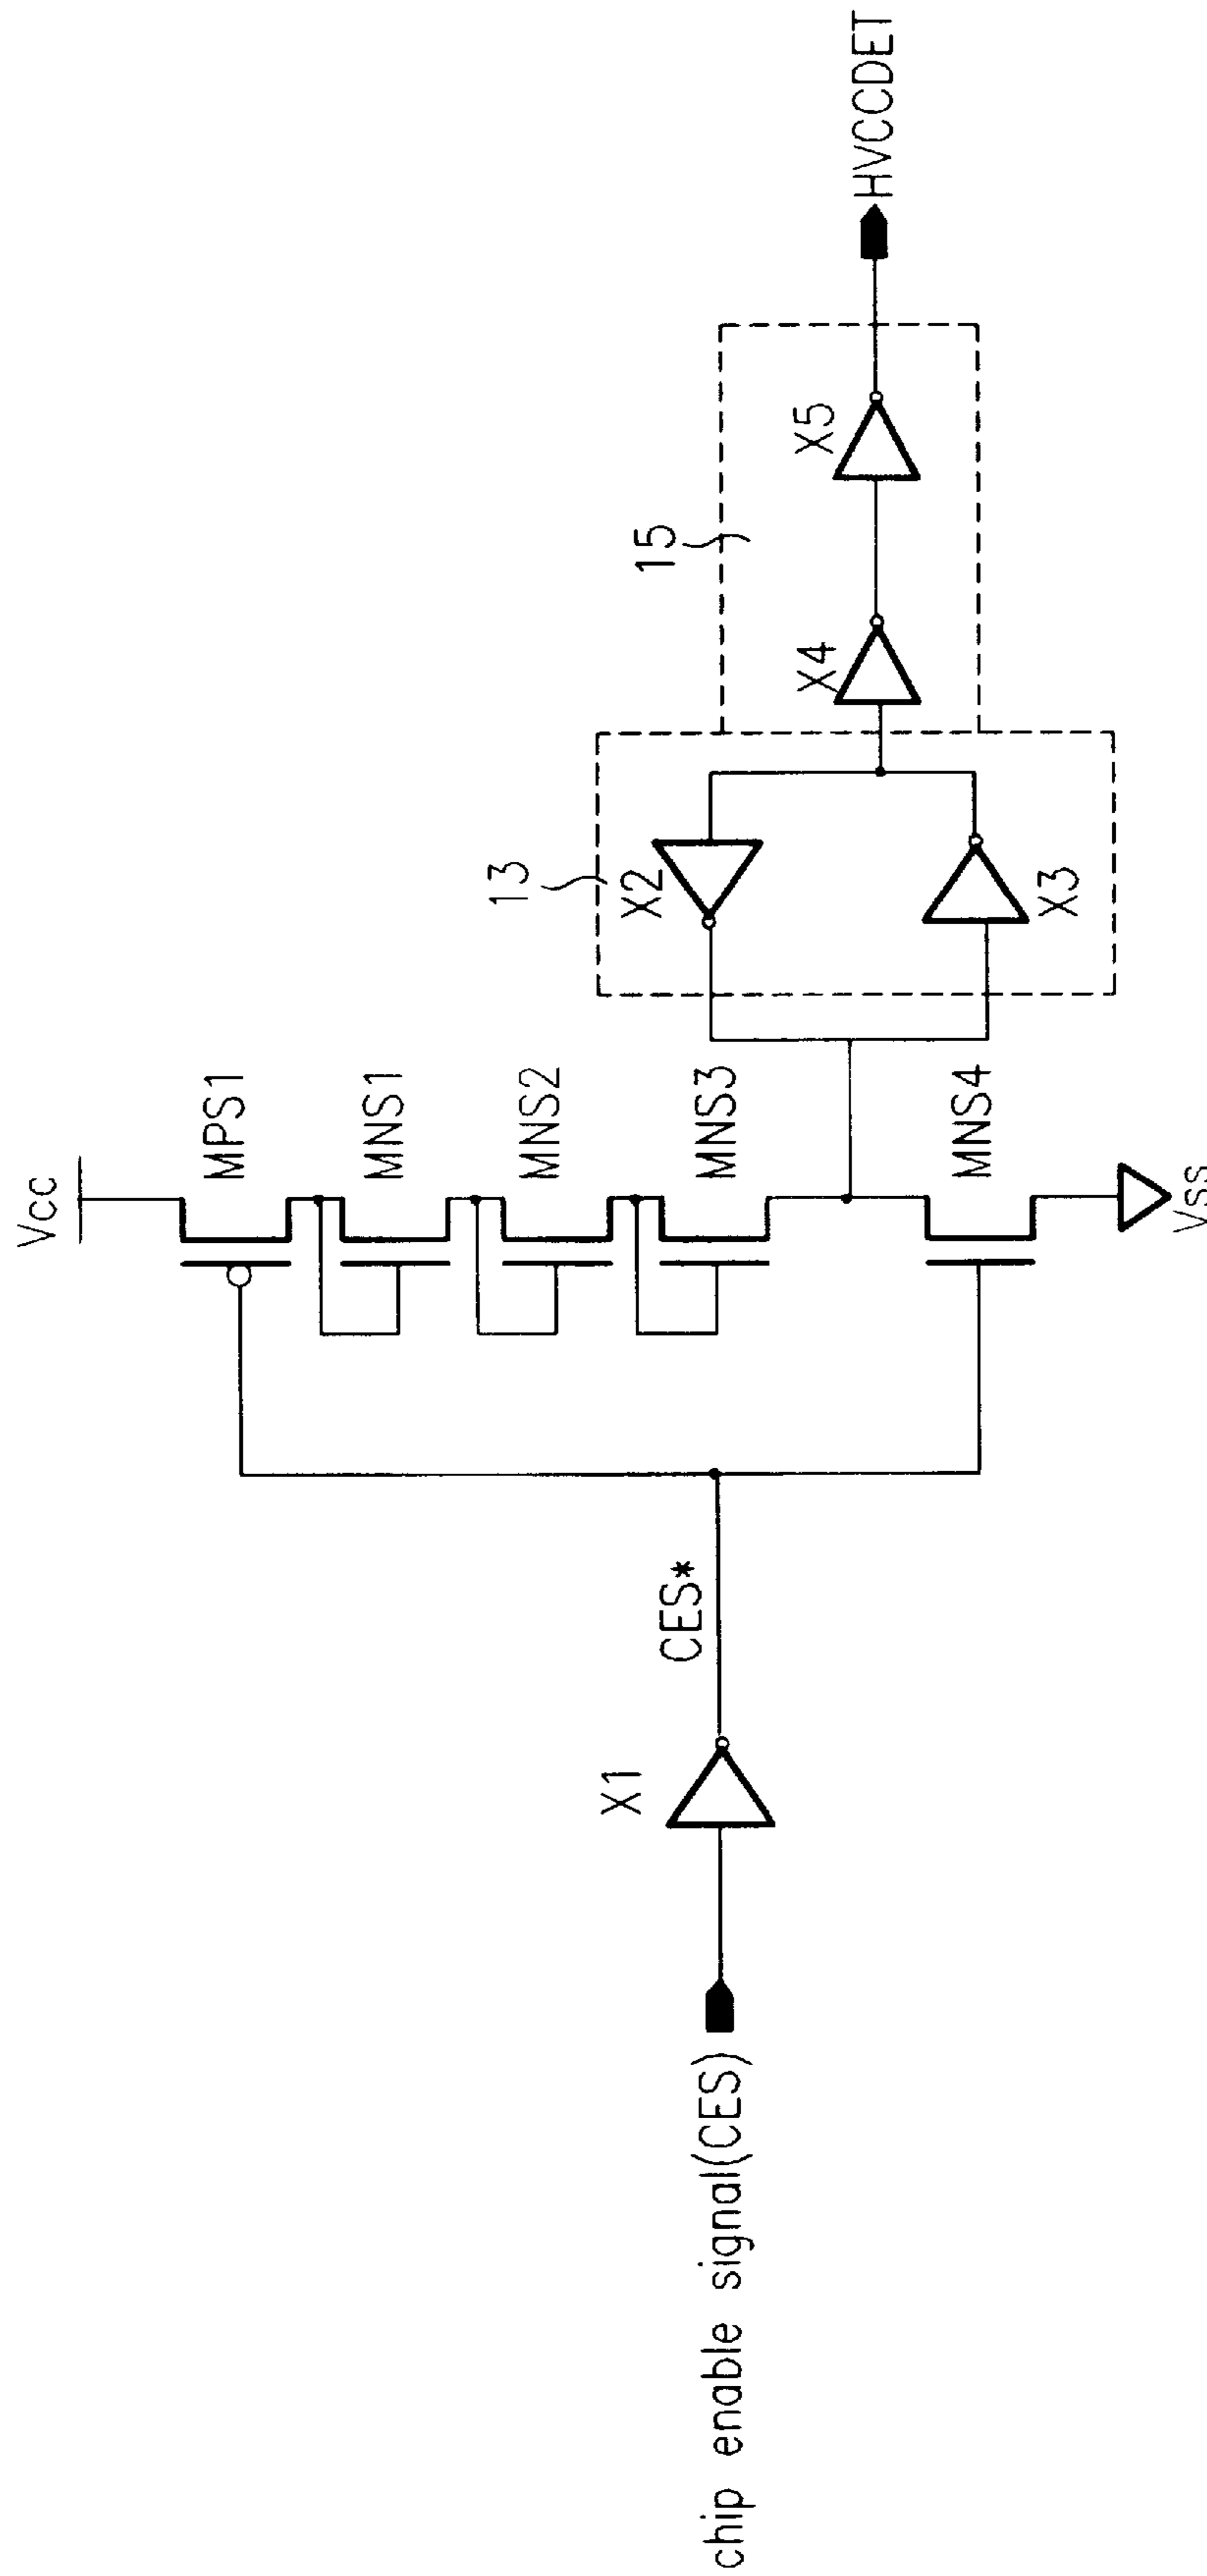 Vcc
MPS1
MNS1
MNS2
MNS3
MNS4
Vss
chip enable signal(CES)
X1
CES*
13
X2
X3
15
X4
X5
HVCCDET